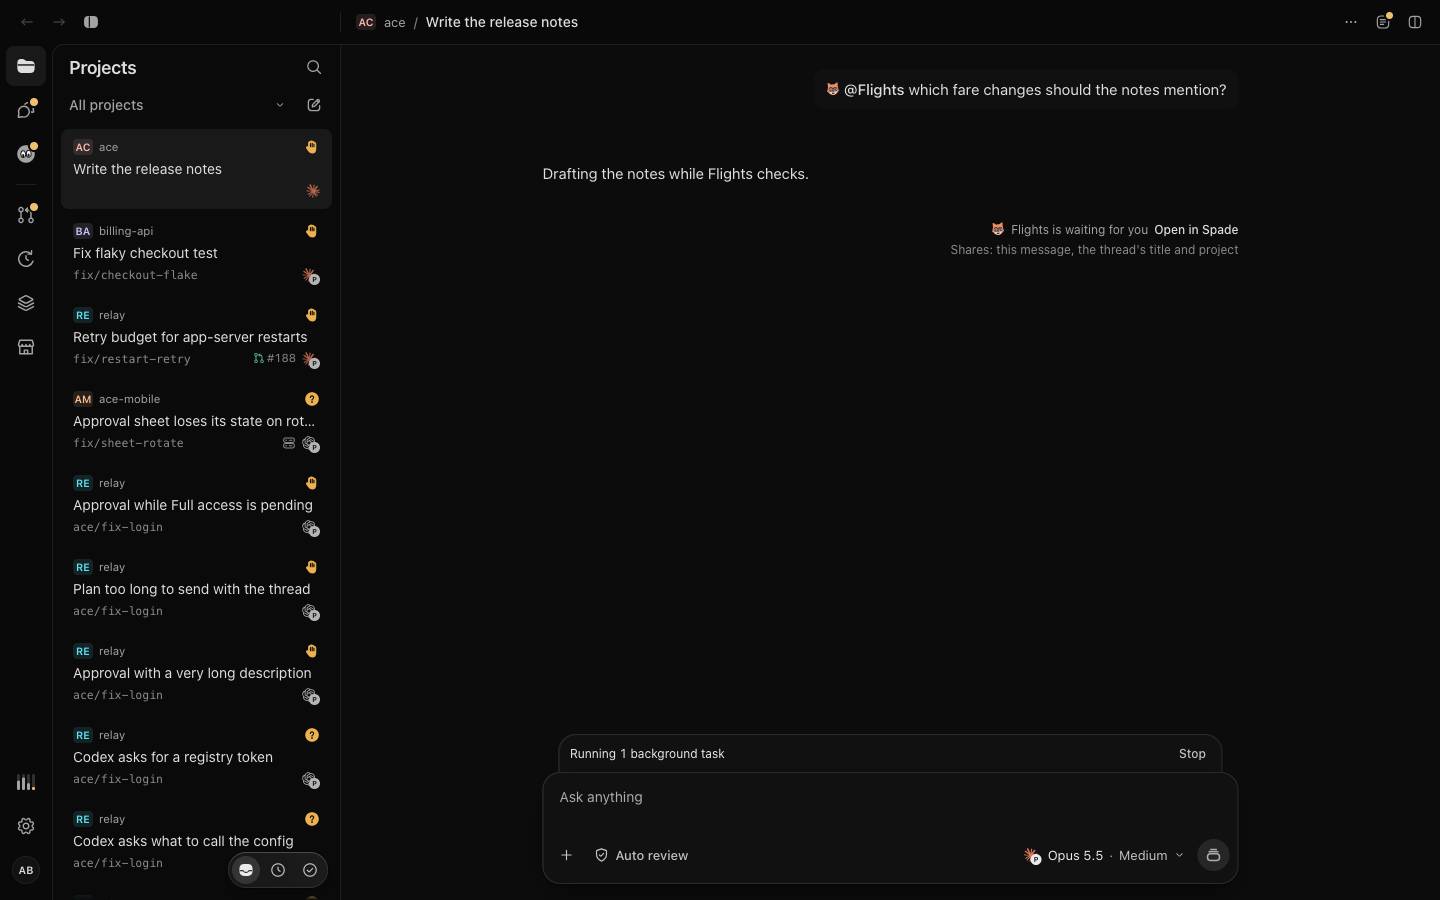 AC ace / Write the release notes
Projects
All projects
AC ace
Write the release notes
BA billing-api
Fix flaky checkout test
fix/checkout-flake
P
RE relay
Retry budget for app-server restarts
fix/restart-retry #188
P
AM ace-mobile
?
Approval sheet loses its state on rot...
fix/sheet-rotate
P
RE relay
Approval while Full access is pending
ace/fix-login
P
RE relay
Plan too long to send with the thread
ace/fix-login
P
RE relay
Approval with a very long description
ace/fix-login
P
RE relay
?
Codex asks for a registry token
ace/fix-login
P
RE relay
?
Codex asks what to call the config
ace/fix-login
AB
@Flights which fare changes should the notes mention?
Drafting the notes while Flights checks.
Flights is waiting for you Open in Spade
Shares: this message, the thread's title and project
Running 1 background task Stop
Ask anything
Auto review
P Opus 5.5 · Medium